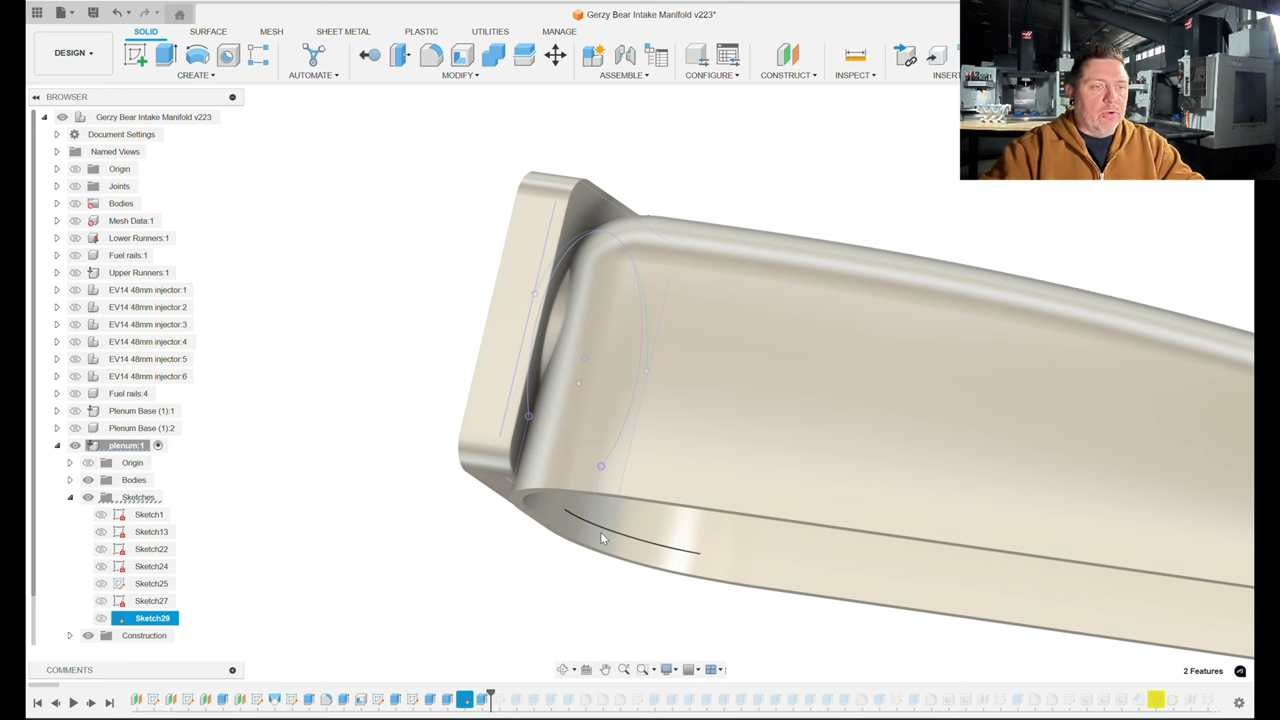 Gerzy Bear Intake Manifold v223*
SOLID SURFACE MESH SHEET METAL PLASTIC UTILITIES MANAGE
DESIGN
CREATE AUTOMATE MODIFY ASSEMBLE CONFIGURE CONSTRUCT INSPECT INSERT
BROWSER
Gerzy Bear Intake Manifold v223
Document Settings
Named Views
Origin
Joints
Bodies
Mesh Data:1
Lower Runners:1
Fuel rails:1
Upper Runners:1
EV14 48mm injector:1
EV14 48mm injector:2
EV14 48mm injector:3
EV14 48mm injector:4
EV14 48mm injector:5
EV14 48mm injector:6
Fuel rails:4
Plenum Base (1):1
Plenum Base (1):2
plenum:1
Origin
Bodies
Sketches
Sketch1
Sketch13
Sketch22
Sketch24
Sketch25
Sketch27
Sketch29
Construction
COMMENTS
2 Features